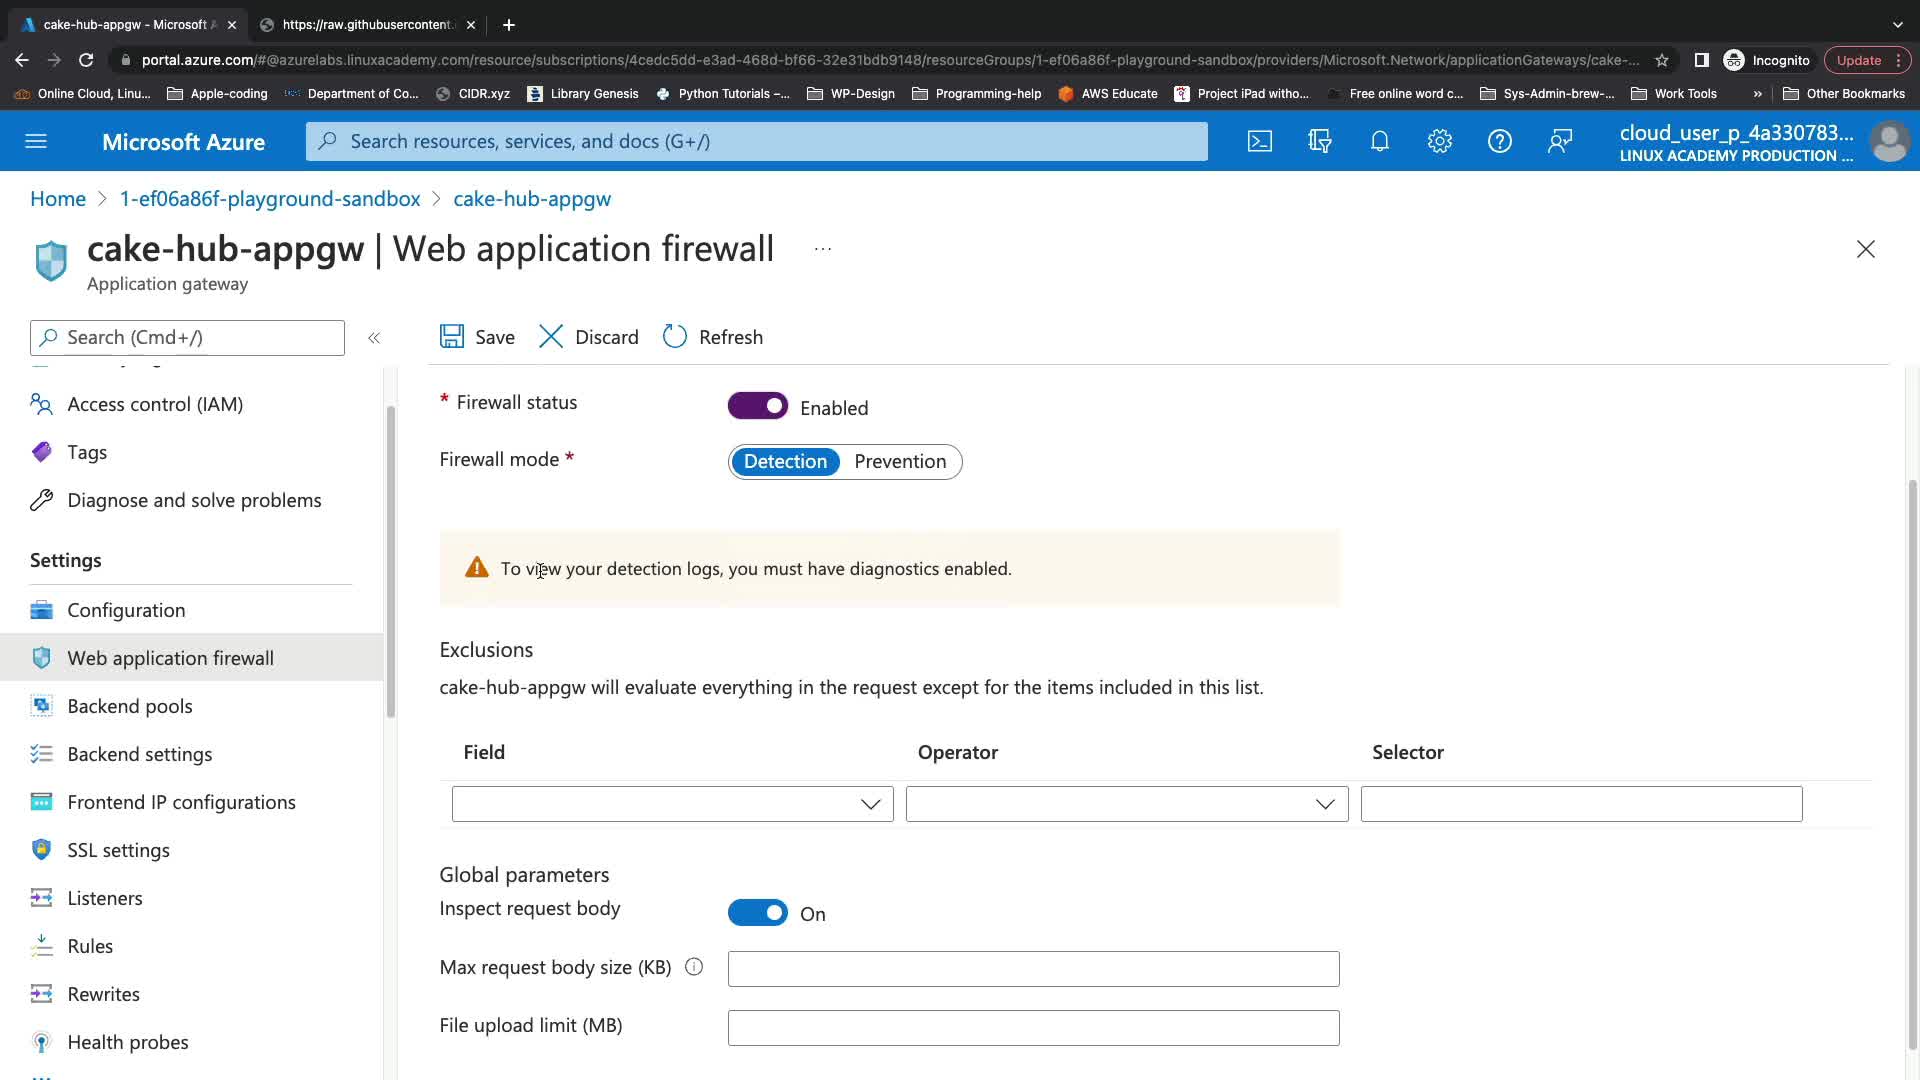 cake-hub-appgw - Microsoft A
https://raw.githubusercontent.
portal.azure.com/#@azurelabs.linuxacademy.com/resource/subscriptions/4cedc5dd-e3ad-468d-bf66-32e31bdb9148/resourceGroups/1-ef06a86f-playground-sandbox/providers/Microsoft.Network/applicationGateways/cake-...
Incognito
Update
Online Cloud, Linu...
Apple-coding
Department of Co...
CIDR.xyz
Library Genesis
Python Tutorials –...
WP-Design
Programming-help
AWS Educate
Project iPad witho...
Free online word c...
Sys-Admin-brew-...
Work Tools
»
Other Bookmarks
Microsoft Azure
Search resources, services, and docs (G+/)
cloud_user_p_4a330783...
LINUX ACADEMY PRODUCTION ...
Home > 1-ef06a86f-playground-sandbox > cake-hub-appgw
cake-hub-appgw | Web application firewall ...
Application gateway
Search (Cmd+/)
«
Save
Discard
Refresh
Access control (IAM)
Tags
Diagnose and solve problems
Settings
Configuration
Web application firewall
Backend pools
Backend settings
Frontend IP configurations
SSL settings
Listeners
Rules
Rewrites
Health probes
* Firewall status
Enabled
Firewall mode *
Detection
Prevention
To view your detection logs, you must have diagnostics enabled.
Exclusions
cake-hub-appgw will evaluate everything in the request except for the items included in this list.
Field
Operator
Selector
Global parameters
Inspect request body
On
Max request body size (KB)
File upload limit (MB)